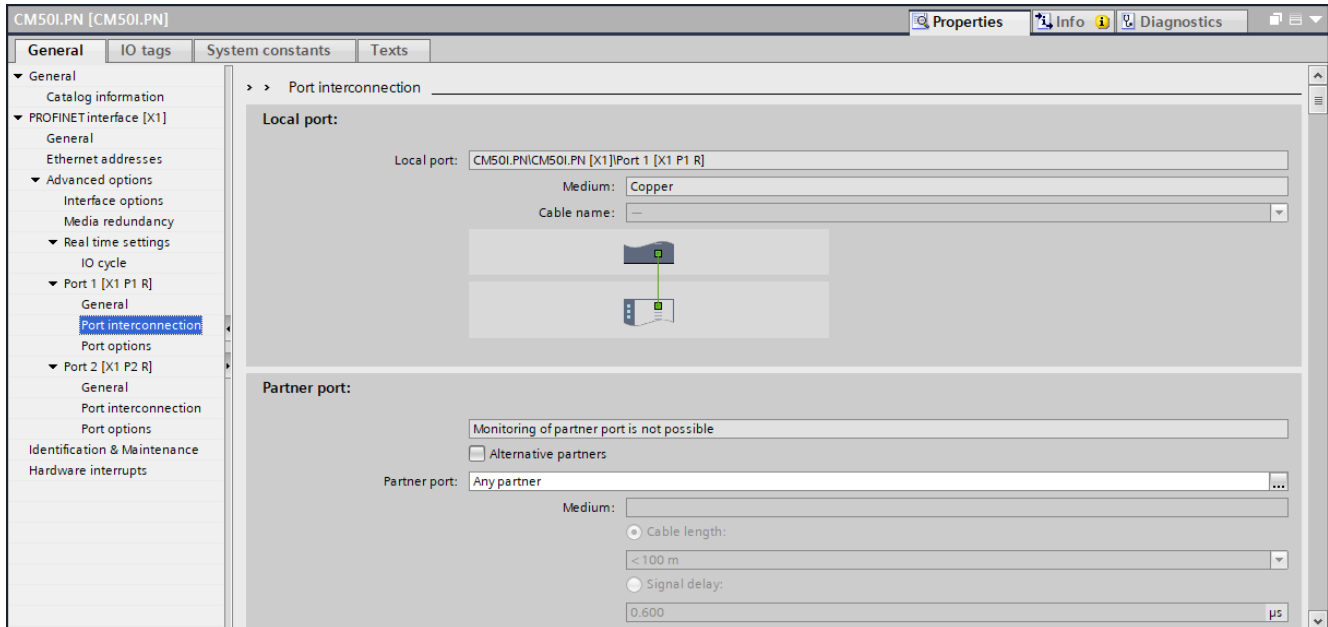 CM50I.PN [CM50I.PN]
Properties
Info
Diagnostics
General
IO tags
System constants
Texts
General
Catalog information
PROFINET interface [X1]
General
Ethernet addresses
Advanced options
Interface options
Media redundancy
Real time settings
IO cycle
Port 1 [X1 P1 R]
General
Port interconnection
Port options
Port 2 [X1 P2 R]
General
Port interconnection
Port options
Identification & Maintenance
Hardware interrupts
> > Port interconnection
Local port:
Local port: CM50I.PN\CM50I.PN [X1]\Port 1 [X1 P1 R]
Medium: Copper
Cable name: —
Partner port:
Monitoring of partner port is not possible
Alternative partners
Partner port: Any partner ...
Medium:
Cable length:
<100 m
Signal delay:
0.600 µs